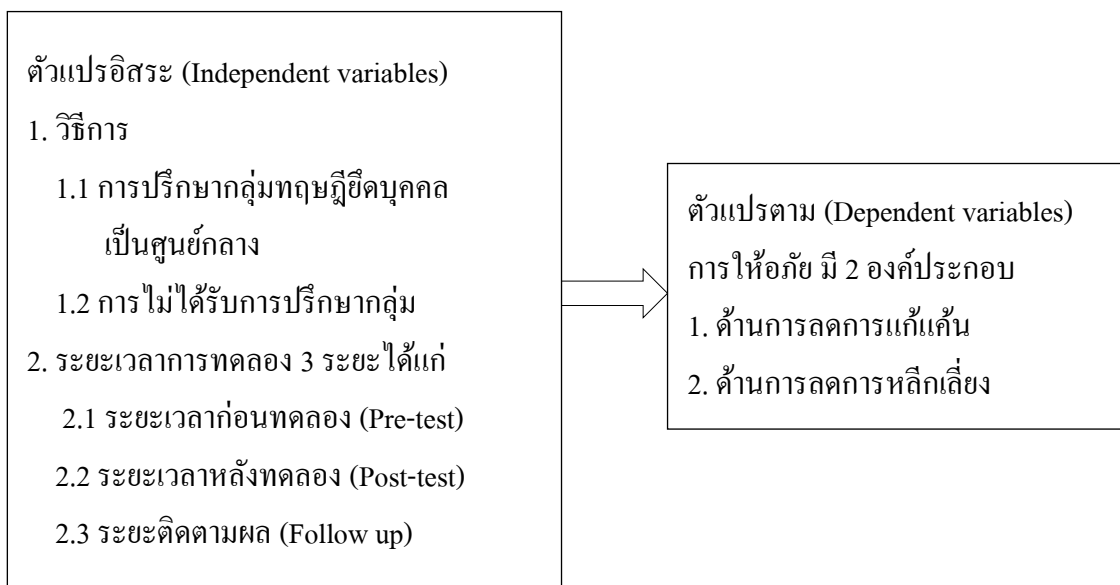 ตัวแปรอิสระ (Independent variables)
1. วิธีการ
1.1 การปรึกษากลุ่มทฤษฎียึดบุคคล
เป็นศูนย์กลาง
1.2 การไม่ได้รับการปรึกษากลุ่ม
2. ระยะเวลาการทดลอง 3 ระยะได้แก่
2.1 ระยะเวลาก่อนทดลอง (Pre-test)
2.2 ระยะเวลาหลังทดลอง (Post-test)
2.3 ระยะติดตามผล (Follow up)
ตัวแปรตาม (Dependent variables)
การให้อภัย มี 2 องค์ประกอบ
1. ด้านการลดการแก้แค้น
2. ด้านการลดการหลีกเลี่ยง